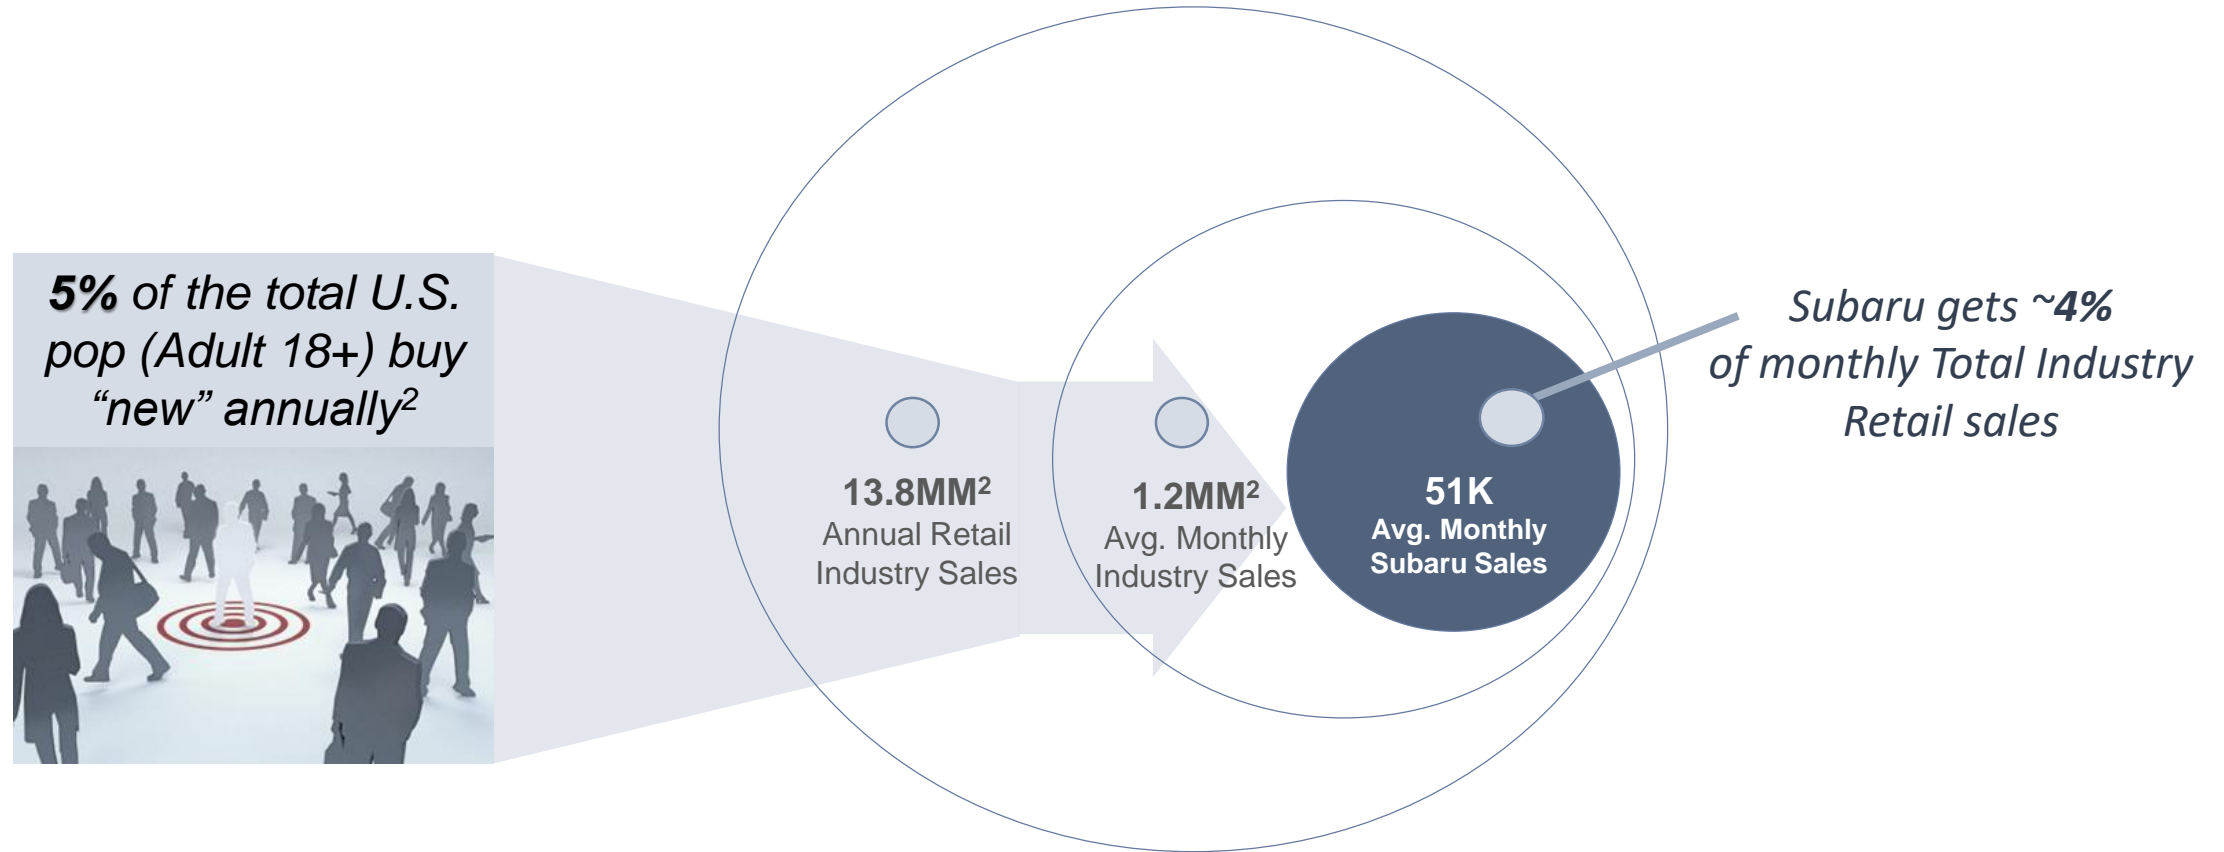 5% of the total U.S.
pop (Adult 18+) buy
“new” annually²
13.8MM²
Annual Retail
Industry Sales
1.2MM²
Avg. Monthly
Industry Sales
51K
Avg. Monthly
Subaru Sales
Subaru gets ~4%
of monthly Total Industry
Retail sales